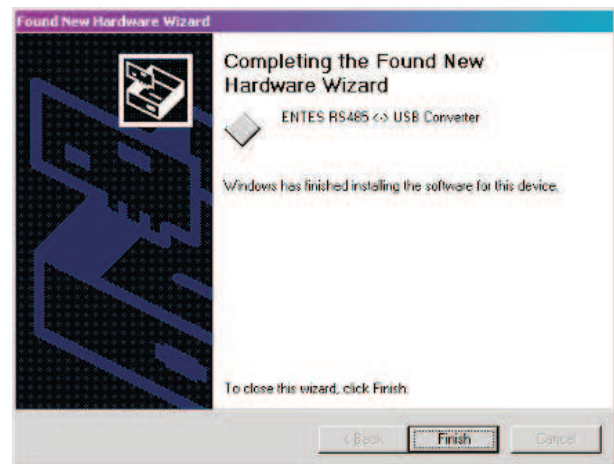 Found New Hardware Wizard
Completing the Found New
Hardware Wizard
ENTES RS485 <-> USB Converter
Windows has finished installing the software for this device.
To close this wizard, click Finish.
< Back
Finish
Cancel